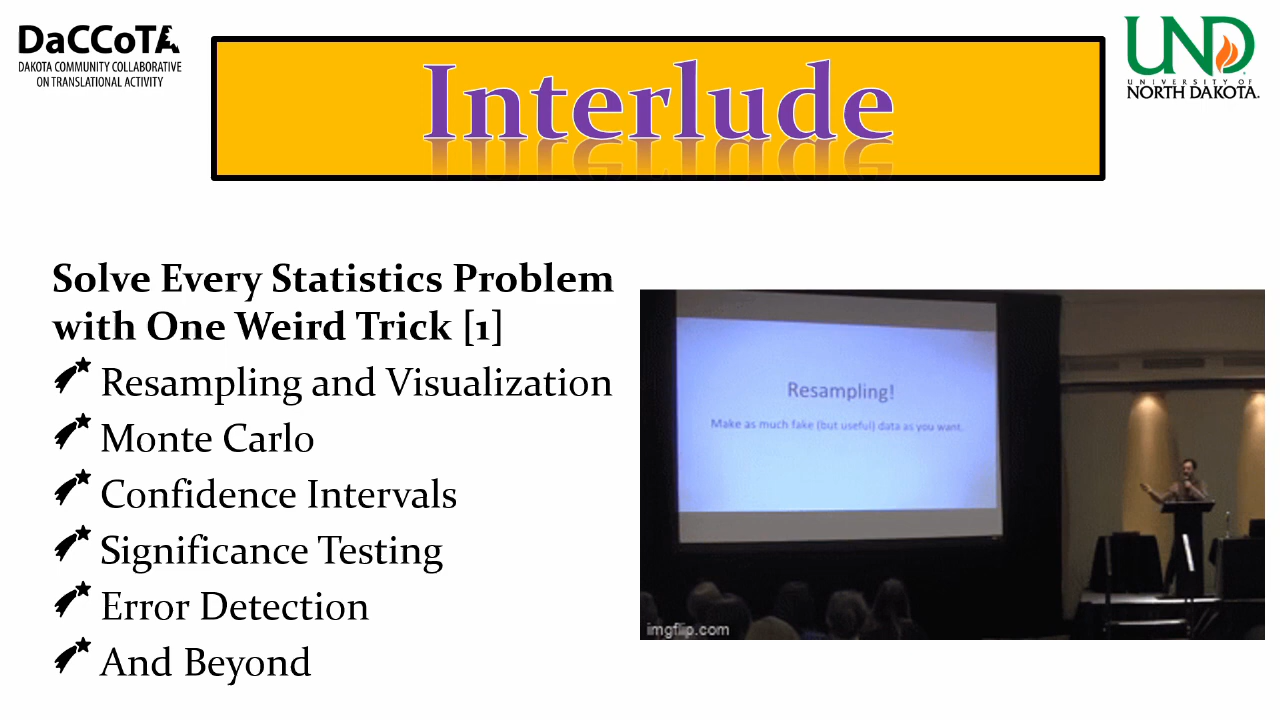 DaCCoTA
DAKOTA COMMUNITY COLLABORATIVE
ON TRANSLATIONAL ACTIVITY
Interlude
UND
UNIVERSITY OF
NORTH DAKOTA.
Solve Every Statistics Problem
with One Weird Trick [1]
Resampling and Visualization
Monte Carlo
Confidence Intervals
Significance Testing
Error Detection
And Beyond
Resampling!
Make as much fake (but useful) data as you want.
imgflip.com